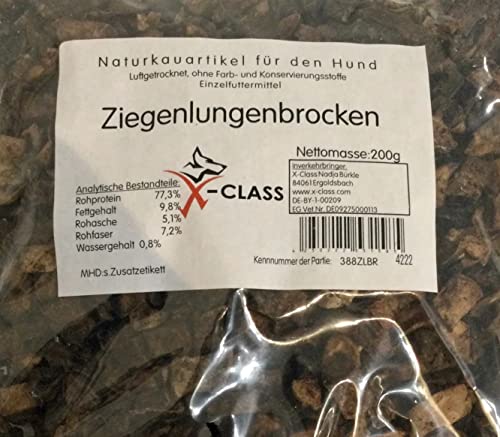 Naturkauartikel für den Hund
Luftgetrocknet, ohne Farb- und Konservierungsstoffe
Einzelfuttermittel
Ziegenlungenbrocken
Nettomasse:200g
Inverkehrbringer:
X-Class Nadja Bürkle
84061 Ergoldsbach
www.x-class.com
DE-BY-1-00209
EG Vet.Nr. DE09275000113
X-CLASS
Analytische Bestandteile:
Rohprotein 77,3%
Fettgehalt 9,8%
Rohasche 5,1%
Rohfaser 7,2%
Wassergehalt 0,8%
MHD:s.Zusatzetikett
Kennnummer der Partie: 388ZLBR 4222